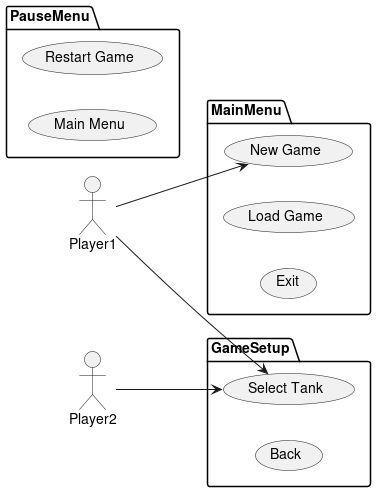 PauseMenu
Restart Game
Main Menu
MainMenu
New Game
Load Game
Exit
Player1
GameSetup
Select Tank
Back
Player2